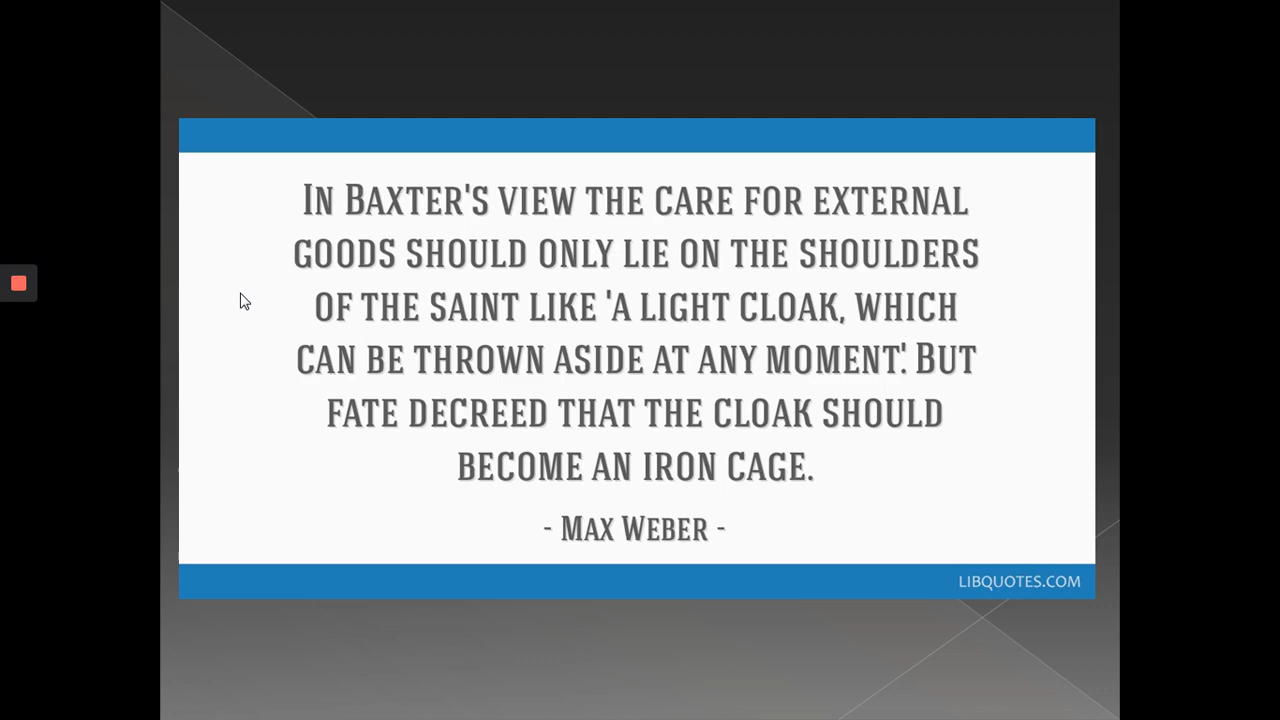 In Baxter's view the care for external
goods should only lie on the shoulders
of the saint like 'a light cloak, which
can be thrown aside at any moment'. But
fate decreed that the cloak should
become an iron cage.
- Max Weber -
LIBQUOTES.COM